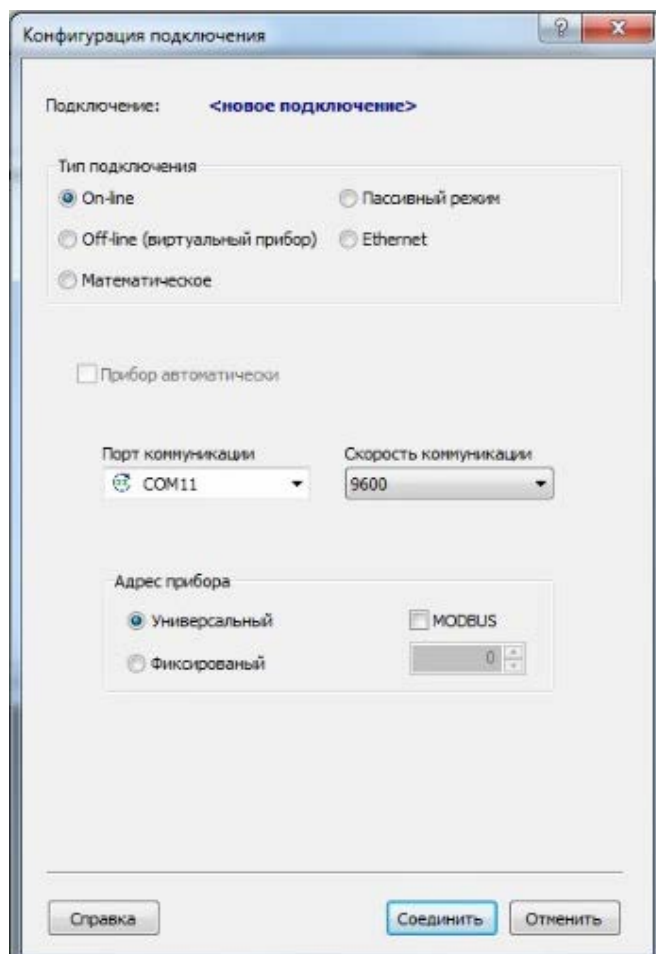 Конфигурация подключения
Подключение: <новое подключение>
Тип подключения
On-line
Пассивный режим
Off-line (виртуальный прибор)
Ethernet
Математическое
Прибор автоматически
Порт коммуникации
Скорость коммуникации
COM11
9600
Адрес прибора
Универсальный
MODBUS
Фиксированый
0
Справка
Соединить
Отменить